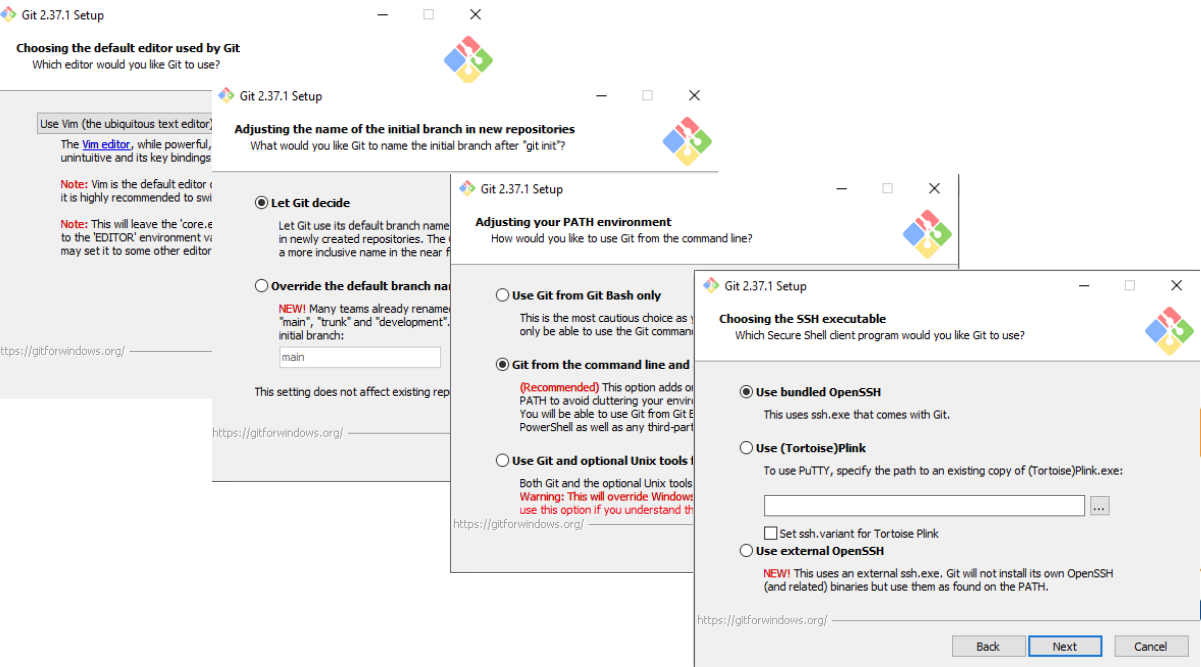 Git 2.37.1 Setup
Choosing the default editor used by Git
Which editor would you like Git to use?
Use Vim (the ubiquitous text editor)
The Vim editor, while powerful,
unintuitive and its key bindings
Note: Vim is the default editor
it is highly recommended to swi
Note: This will leave the 'core.e
to the 'EDITOR' environment va
may set it to some other editor
ttps://gitforwindows.org/
Git 2.37.1 Setup
Adjusting the name of the initial branch in new repositories
What would you like Git to name the initial branch after "git init"?
Let Git decide
Let Git use its default branch name
in newly created repositories. The
a more inclusive name in the near f
Override the default branch nar
NEW! Many teams already renamed
"main", "trunk" and "development".
initial branch:
main
This setting does not affect existing rep
https://gitforwindows.org/
Git 2.37.1 Setup
Adjusting your PATH environment
How would you like to use Git from the command line?
Use Git from Git Bash only
This is the most cautious choice as y
only be able to use the Git comman
Git from the command line and
(Recommended) This option adds or
PATH to avoid cluttering your enviro
You will be able to use Git from Git B
PowerShell as well as any third-part
Use Git and optional Unix tools f
Both Git and the optional Unix tools
Warning: This will override Windows
use this option if you understand th
https://gitforwindows.org/
Git 2.37.1 Setup
Choosing the SSH executable
Which Secure Shell client program would you like Git to use?
Use bundled OpenSSH
This uses ssh.exe that comes with Git.
Use (Tortoise)Plink
To use PuTTY, specify the path to an existing copy of (Tortoise)Plink.exe:
...
Set ssh.variant for Tortoise Plink
Use external OpenSSH
NEW! This uses an external ssh.exe. Git will not install its own OpenSSH
(and related) binaries but use them as found on the PATH.
https://gitforwindows.org/
Back
Next
Cancel